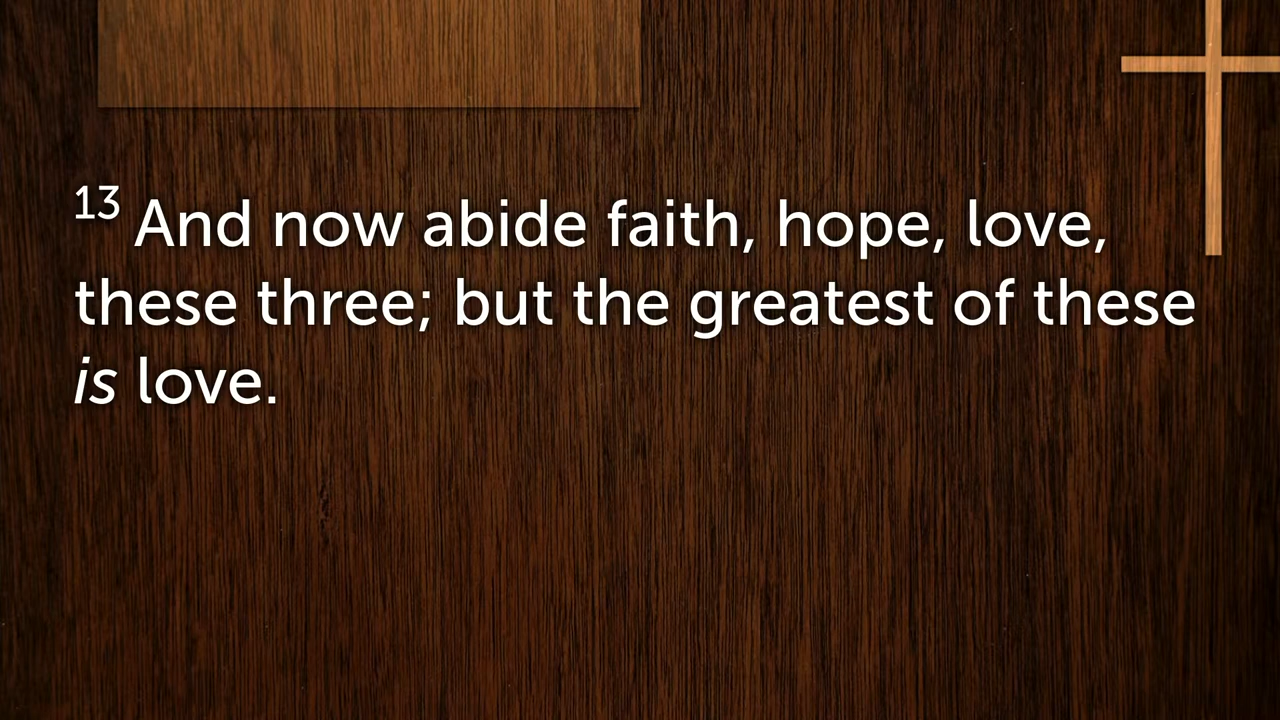 13 And now abide faith, hope, love,
these three; but the greatest of these
is love.